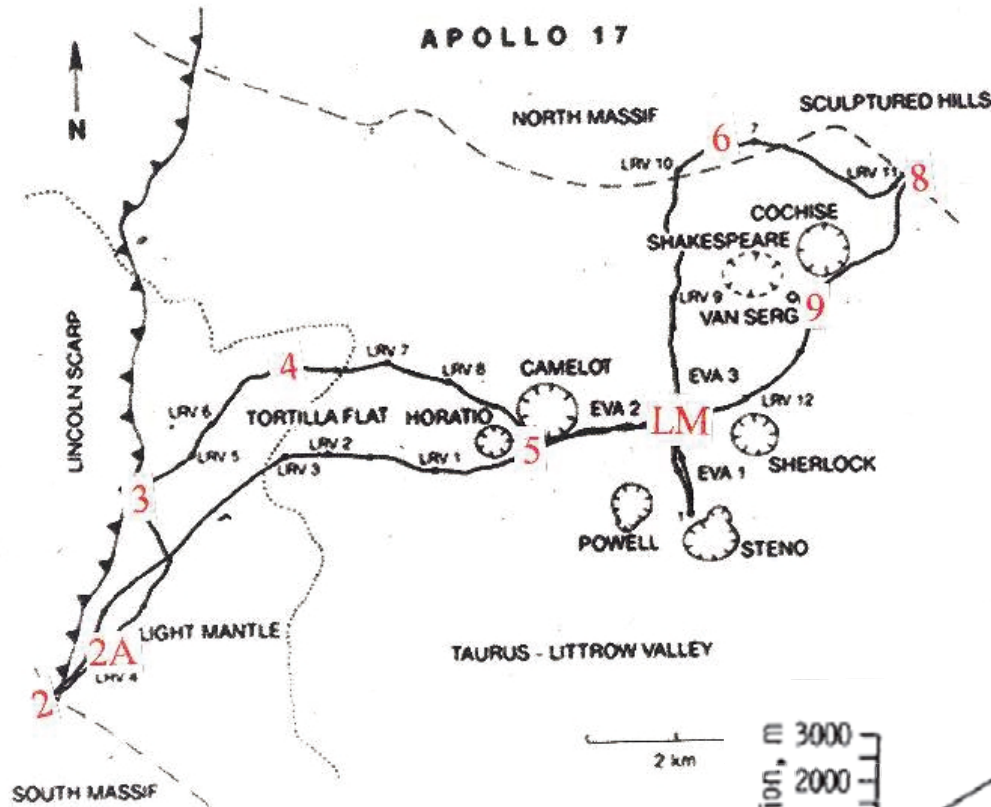 APOLLO 17
N
NORTH MASSIF
SCULPTURED HILLS
6
7
LRV 10
LRV 11
8
COCHISE
SHAKESPEARE
LRV 9
VAN SERG
9
LINCOLN SCARP
4
LRV 7
LRV 8
CAMELOT
EVA 3
LRV 6
TORTILLA FLAT
HORATIO
EVA 2
LM
LRV 12
LRV 5
LRV 2
LRV 3
LRV 1
5
EVA 1
SHERLOCK
3
1
POWELL
STENO
2A
LIGHT MANTLE
LRV 4
TAURUS - LITTROW VALLEY
2
2 km
3000
2000
SOUTH MASSIF